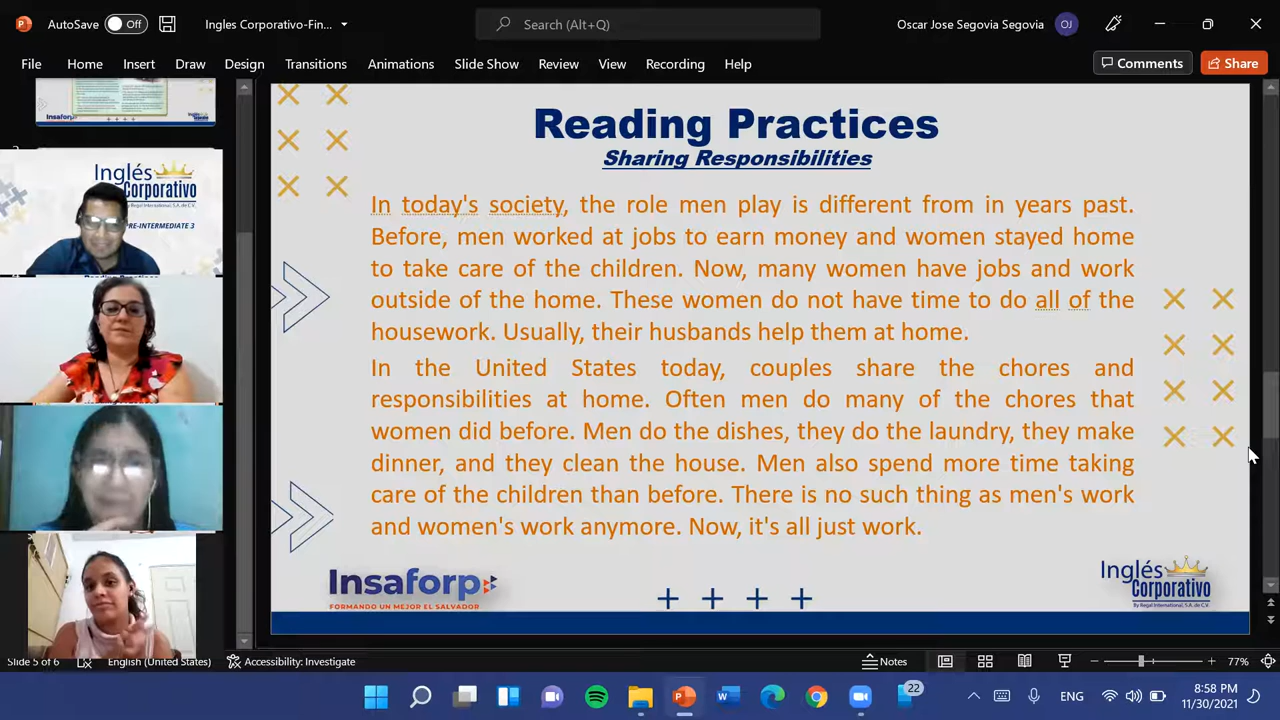 AutoSave Off Ingles Corporativo-Fin... Search (Alt+Q) Oscar Jose Segovia Segovia OJ
File Home Insert Draw Design Transitions Animations Slide Show Review View Recording Help Comments Share
Insaforp
Inglés
Corporativo
PRE-INTERMEDIATE 3
Reading Practices
Sharing Responsibilities
In today's society, the role men play is different from in years past.
Before, men worked at jobs to earn money and women stayed home
to take care of the children. Now, many women have jobs and work
outside of the home. These women do not have time to do all of the
housework. Usually, their husbands help them at home.
In the United States today, couples share the chores and
responsibilities at home. Often men do many of the chores that
women did before. Men do the dishes, they do the laundry, they make
dinner, and they clean the house. Men also spend more time taking
care of the children than before. There is no such thing as men's work
and women's work anymore. Now, it's all just work.
Insaforp
FORMANDO UN MEJOR EL SALVADOR
Inglés
Corporativo
By Regal International, S.A. de C.V.
Slide 5 of 6 English (United States) Accessibility: Investigate Notes 77%
22
ENG
8:58 PM
11/30/2021